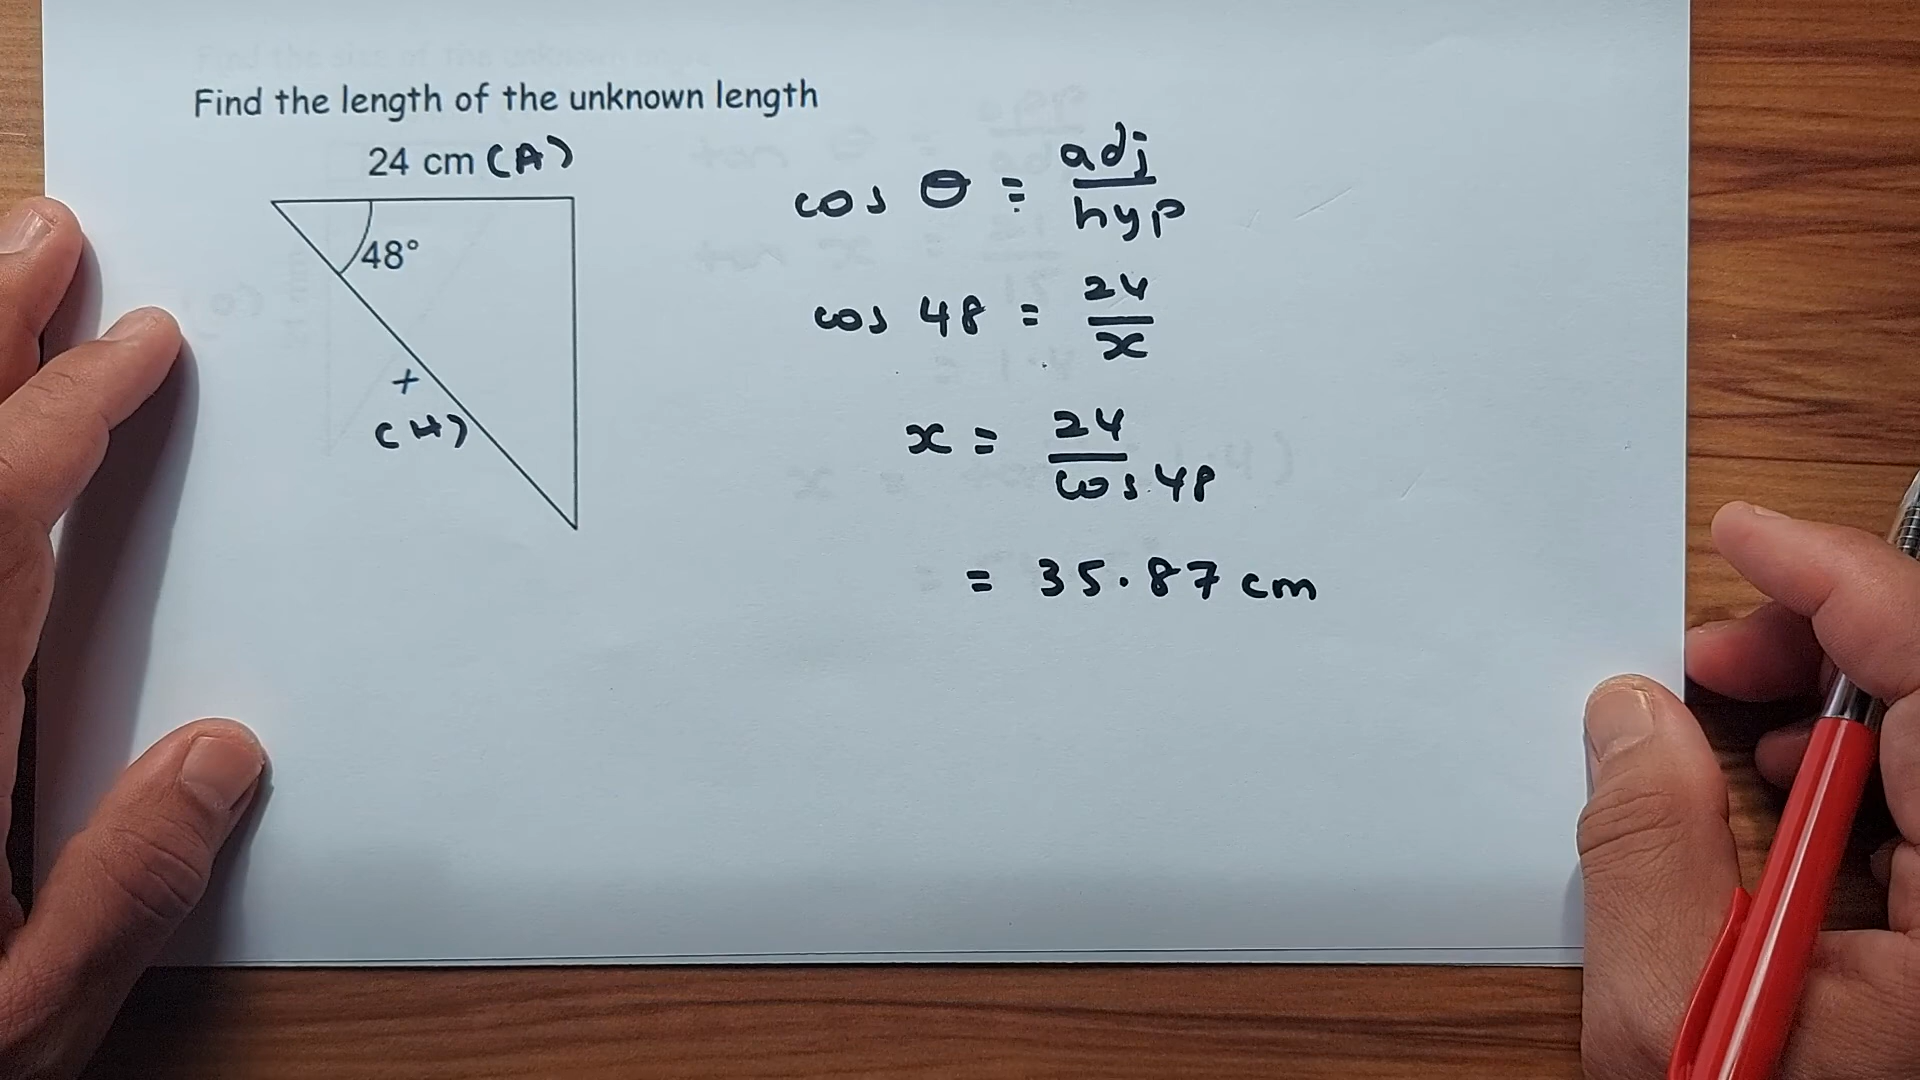 Find the length of the unknown length
24 cm (A)
48°
x
(H)
cos θ = adj/hyp
cos 48 = 24/x
x = 24/cos 48
= 35.87 cm